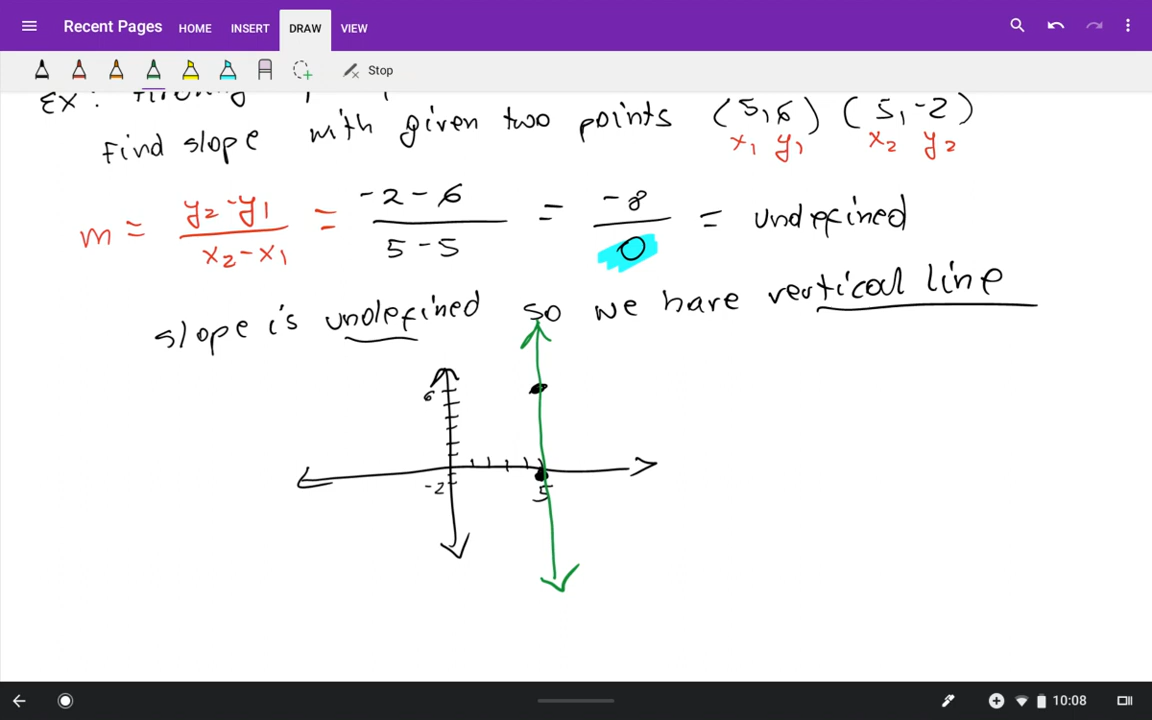 Recent Pages HOME INSERT DRAW VIEW
Stop
Ex:
Find slope with given two points (5,6) (5,-2)
x1 y1 x2 y2
m = y2-y1 / x2-x1 = -2-6 / 5-5 = -8 / 0 = undefined
slope is undefined so we have vertical line
6
-2
5
10:08